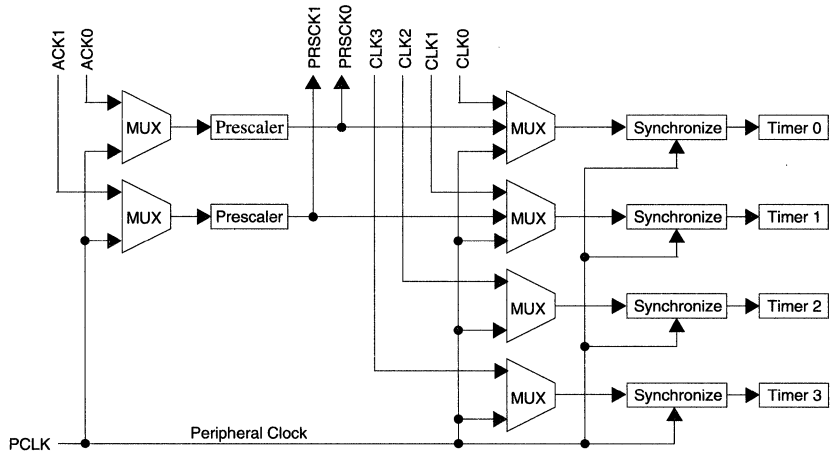 ACK1
ACK0
PRSCK1
PRSCK0
CLK3
CLK2
CLK1
CLK0
MUX
Prescaler
MUX
Synchronize
Timer 0
MUX
Prescaler
MUX
Synchronize
Timer 1
MUX
Synchronize
Timer 2
MUX
Synchronize
Timer 3
PCLK
Peripheral Clock